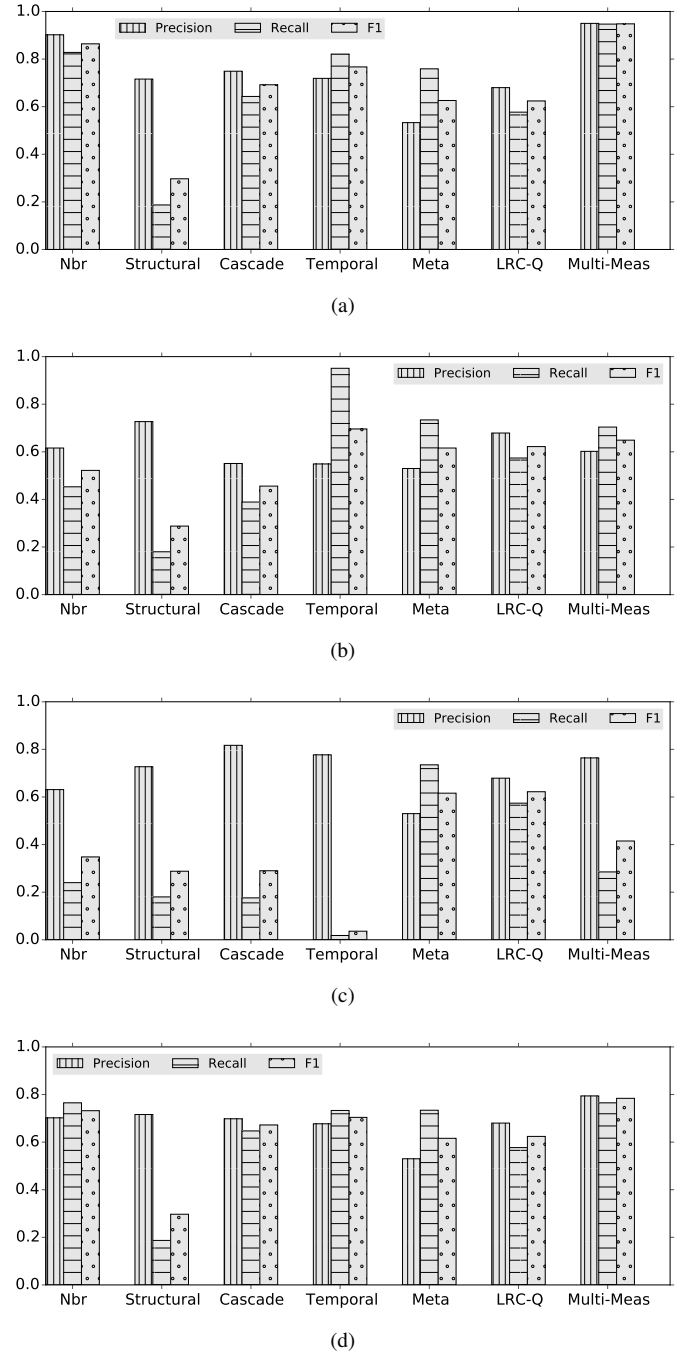 1.0
Precision Recall F1
0.8
0.6
0.4
0.2
0.0
Nbr Structural Cascade Temporal Meta LRC-Q Multi-Meas
(a)
1.0
Precision Recall F1
0.8
0.6
0.4
0.2
0.0
Nbr Structural Cascade Temporal Meta LRC-Q Multi-Meas
(b)
1.0
Precision Recall F1
0.8
0.6
0.4
0.2
0.0
Nbr Structural Cascade Temporal Meta LRC-Q Multi-Meas
(c)
1.0
Precision Recall F1
0.8
0.6
0.4
0.2
0.0
Nbr Structural Cascade Temporal Meta LRC-Q Multi-Meas
(d)